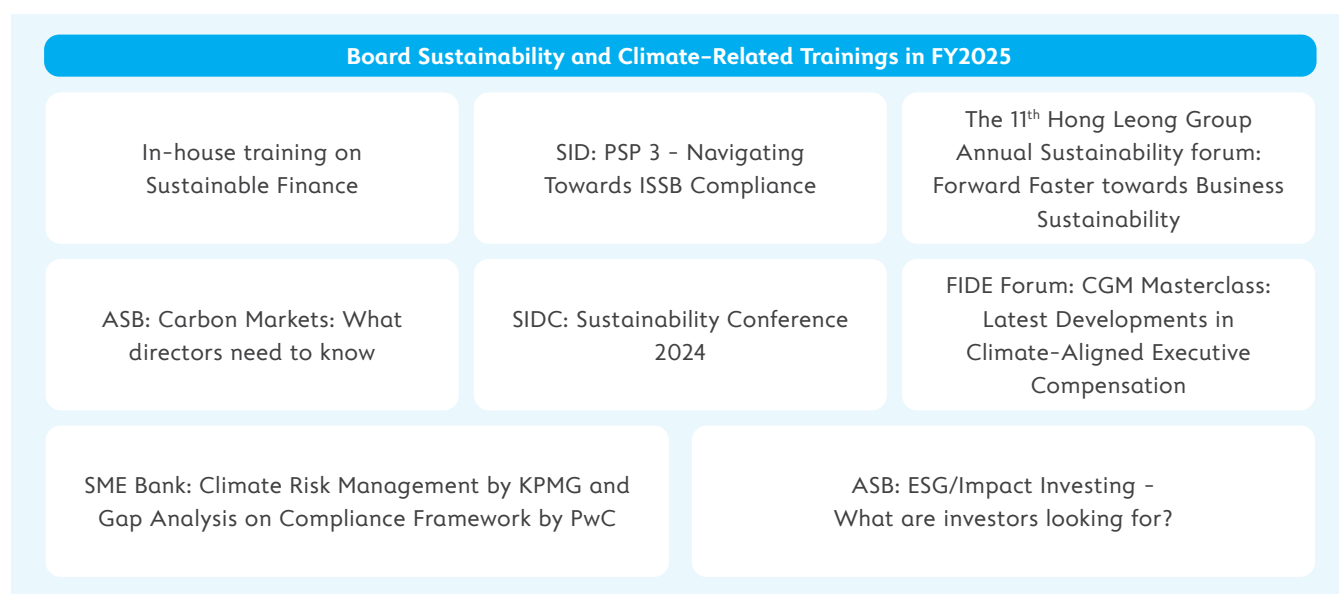 Board Sustainability and Climate-Related Trainings in FY2025
In-house training on
Sustainable Finance
SID: PSP 3 - Navigating
Towards ISSB Compliance
The 11th Hong Leong Group
Annual Sustainability forum:
Forward Faster towards Business
Sustainability
ASB: Carbon Markets: What
directors need to know
SIDC: Sustainability Conference
2024
FIDE Forum: CGM Masterclass:
Latest Developments in
Climate-Aligned Executive
Compensation
SME Bank: Climate Risk Management by KPMG and
Gap Analysis on Compliance Framework by PwC
ASB: ESG/Impact Investing -
What are investors looking for?